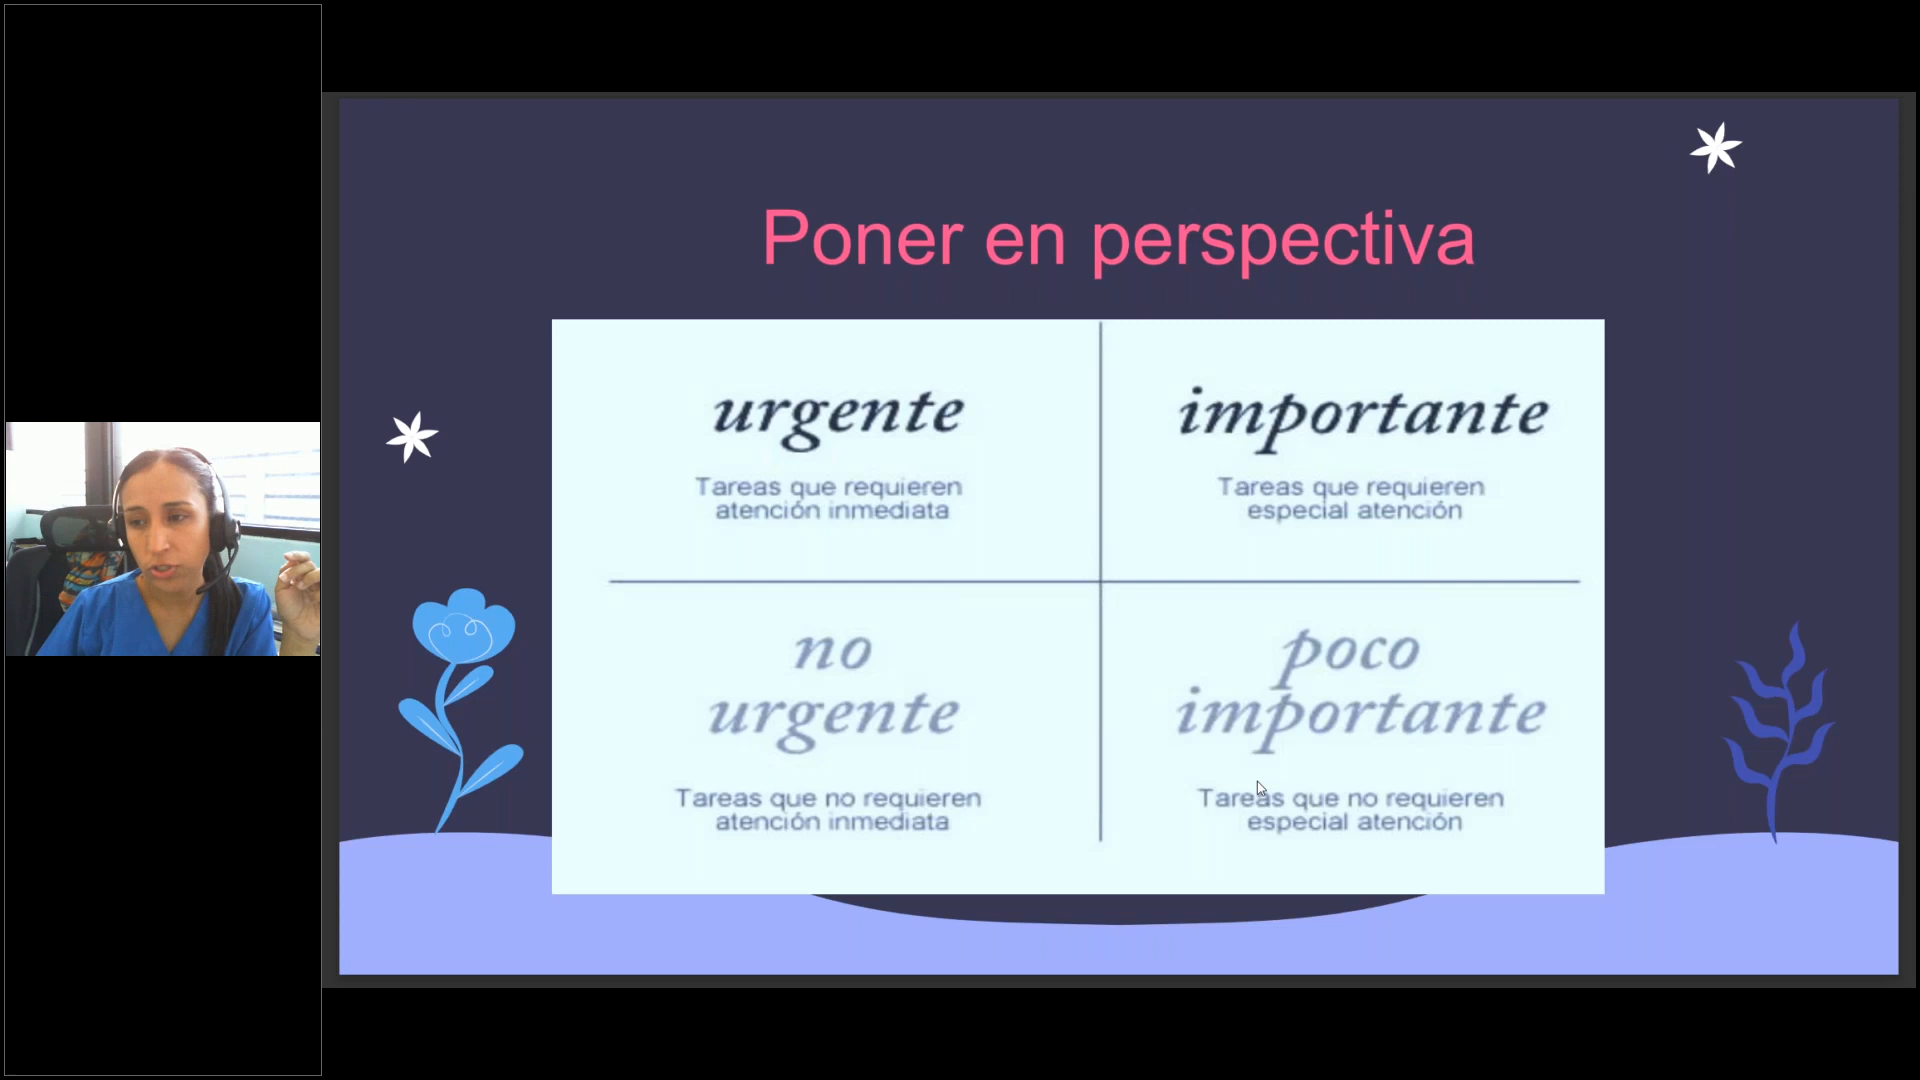 Poner en perspectiva
urgente
Tareas que requieren
atención inmediata
importante
Tareas que requieren
especial atención
no
urgente
Tareas que no requieren
atención inmediata
poco
importante
Tareas que no requieren
especial atención